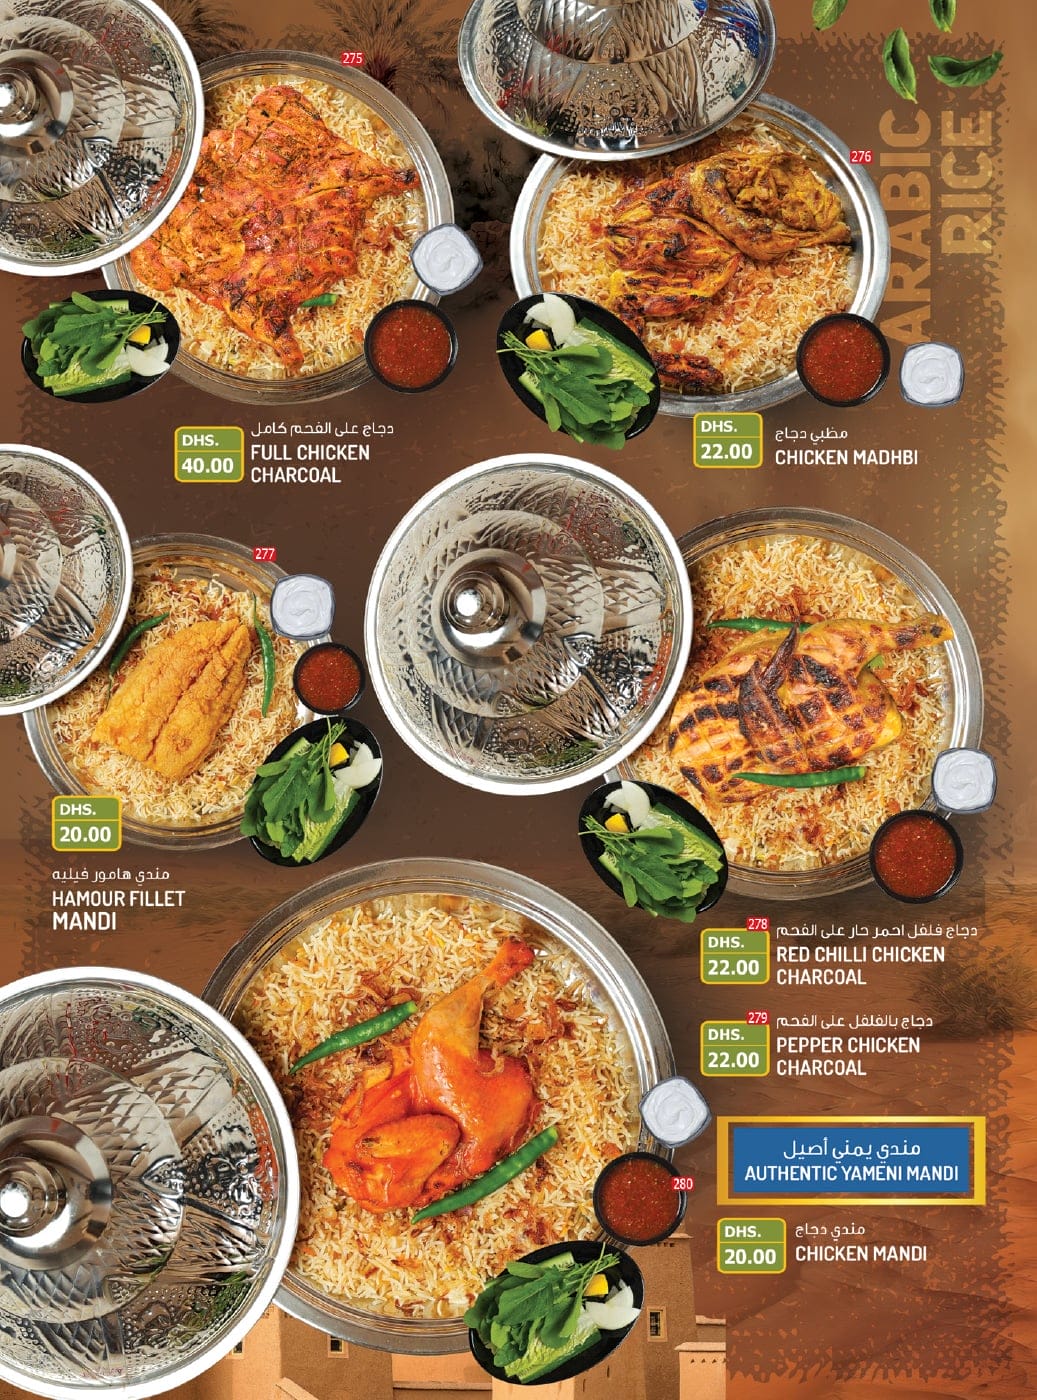 ARABIC
RICE
275
DHS.
40.00
دجاج على الفحم كامل
FULL CHICKEN
CHARCOAL
276
DHS.
22.00
مظبي دجاج
CHICKEN MADHBI
277
DHS.
20.00
مندي هامور فيليه
HAMOUR FILLET
MANDI
278
DHS.
22.00
دجاج فلفل احمر حار على الفحم
RED CHILLI CHICKEN
CHARCOAL
279
DHS.
22.00
دجاج بالفلفل على الفحم
PEPPER CHICKEN
CHARCOAL
مندي يمني أصيل
AUTHENTIC YAMENI MANDI
280
DHS.
20.00
مندي دجاج
CHICKEN MANDI